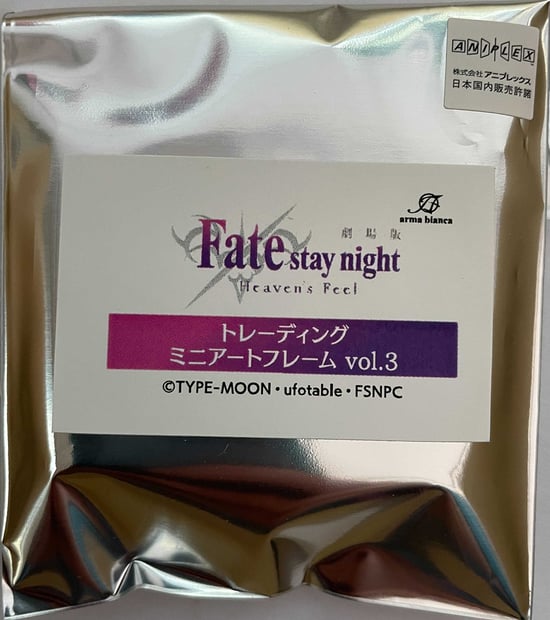 ANIPLEX
株式会社 アニプレックス
日本国内販売許諾
arma bianca
劇場版
Fate stay night
Heaven's Feel
トレーディング
ミニアートフレーム vol.3
©TYPE-MOON・ufotable・FSNPC